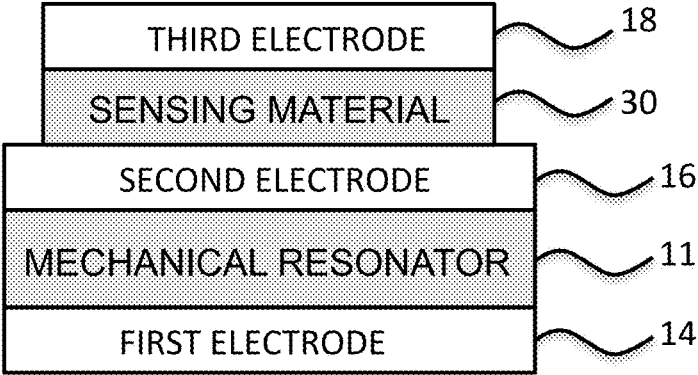 THIRD ELECTRODE 18
SENSING MATERIAL 30
SECOND ELECTRODE 16
MECHANICAL RESONATOR 11
FIRST ELECTRODE 14